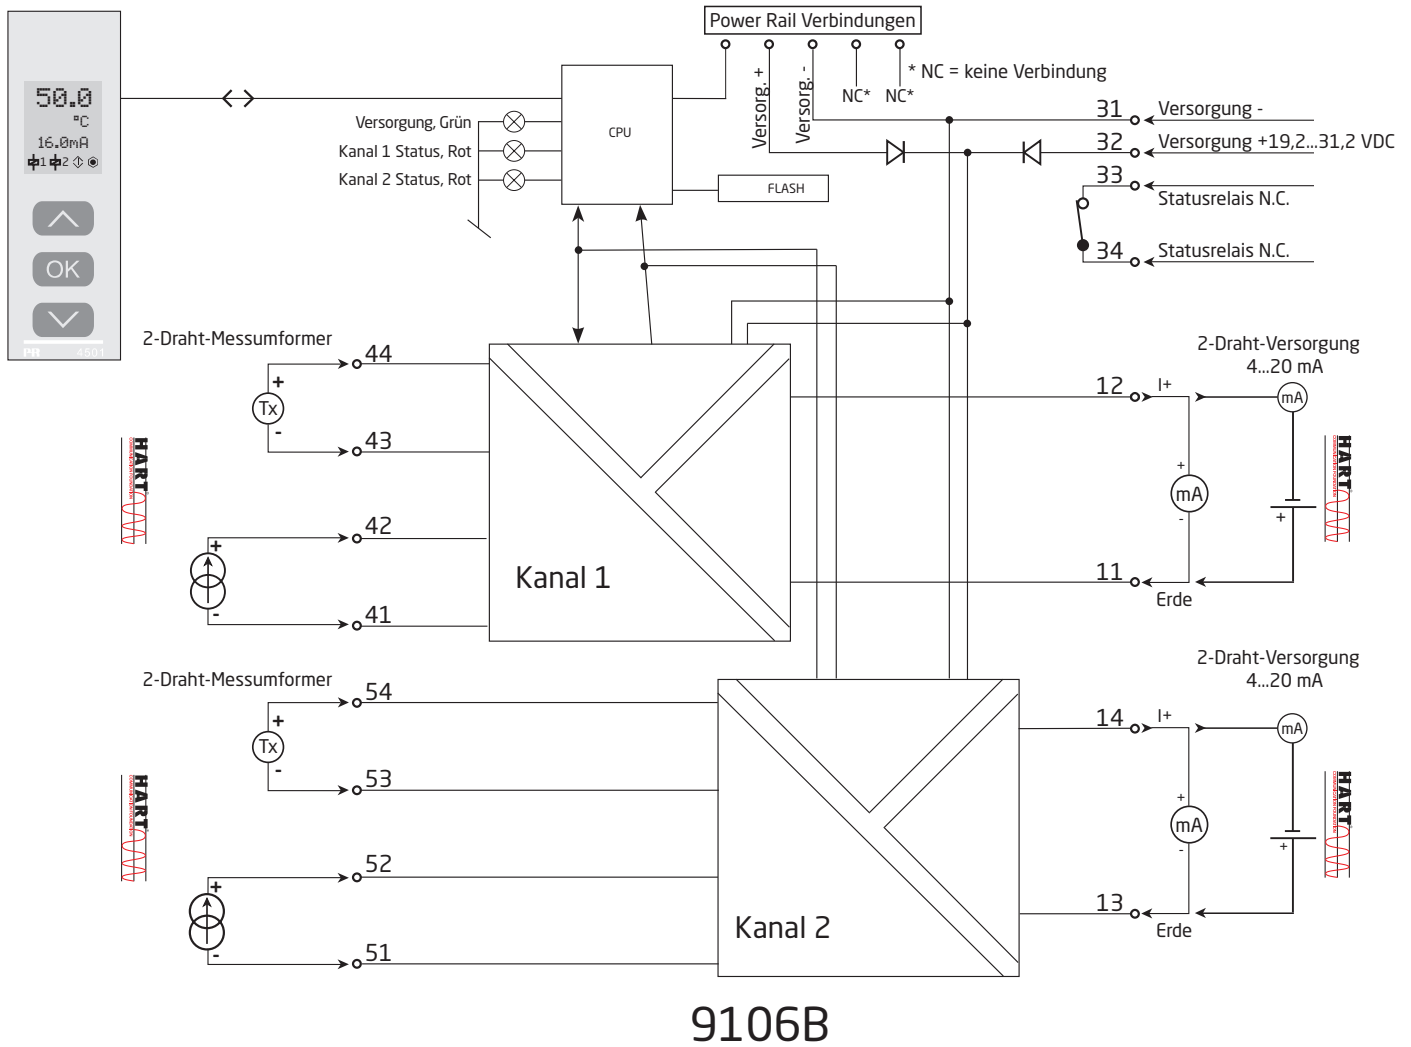 Power Rail Verbindungen
Versorg. +
Versorg. -
NC*
NC*
* NC = keine Verbindung
50.0
°C
16.0mA
1 2
OK
PR 4501
Versorgung, Grün
Kanal 1 Status, Rot
Kanal 2 Status, Rot
CPU
FLASH
31 Versorgung -
32 Versorgung +19,2...31,2 VDC
33
Statusrelais N.C.
34 Statusrelais N.C.
2-Draht-Messumformer
44
+
Tx
-
43
HART
42
+
-
41
Kanal 1
2-Draht-Versorgung
4...20 mA
12 I+
mA
+
mA
-
+
11
Erde
HART
2-Draht-Messumformer
54
+
Tx
-
53
HART
52
+
-
51
Kanal 2
2-Draht-Versorgung
4...20 mA
14 I+
mA
+
mA
-
+
13
Erde
HART
9106B